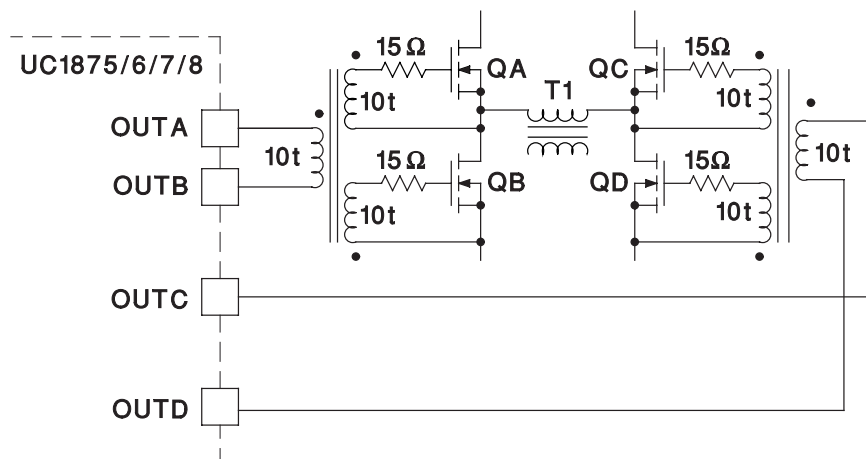 UC1875/6/7/8
15Ω
QA
QC
15Ω
T1
10t
10t
OUTA
10t
10t
OUTB
15Ω
QB
QD
15Ω
10t
10t
OUTC
OUTD